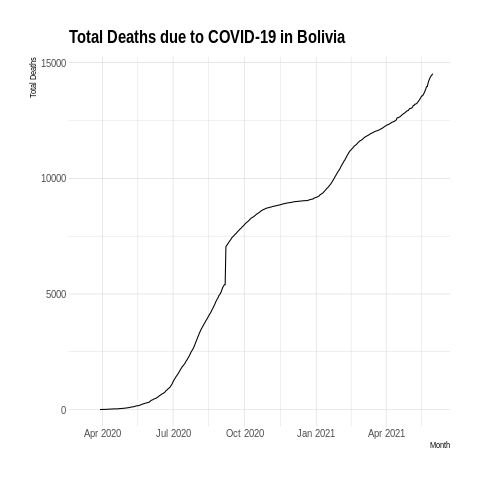 Total Deaths due to COVID-19 in Bolivia
Total Deaths
15000
10000
5000
0
Apr 2020 Jul 2020 Oct 2020 Jan 2021 Apr 2021
Month